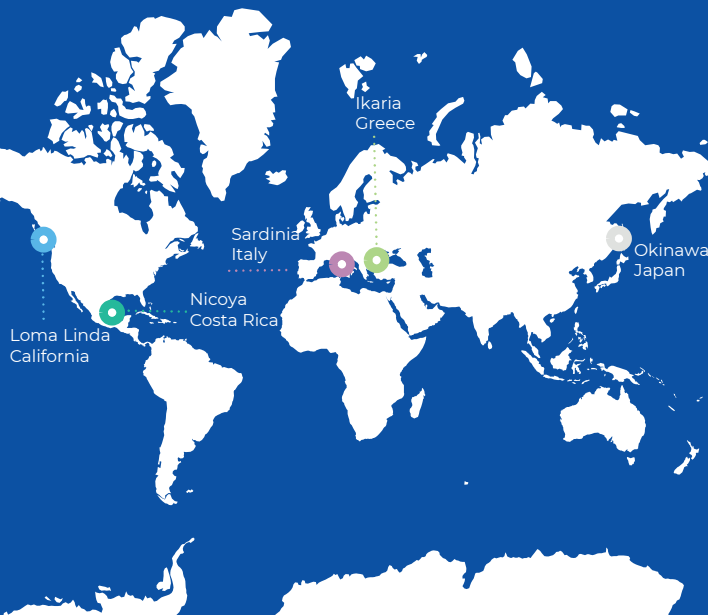 Ikaria
Greece
Sardinia
Italy
Okinawa
Japan
Nicoya
Costa Rica
Loma Linda
California